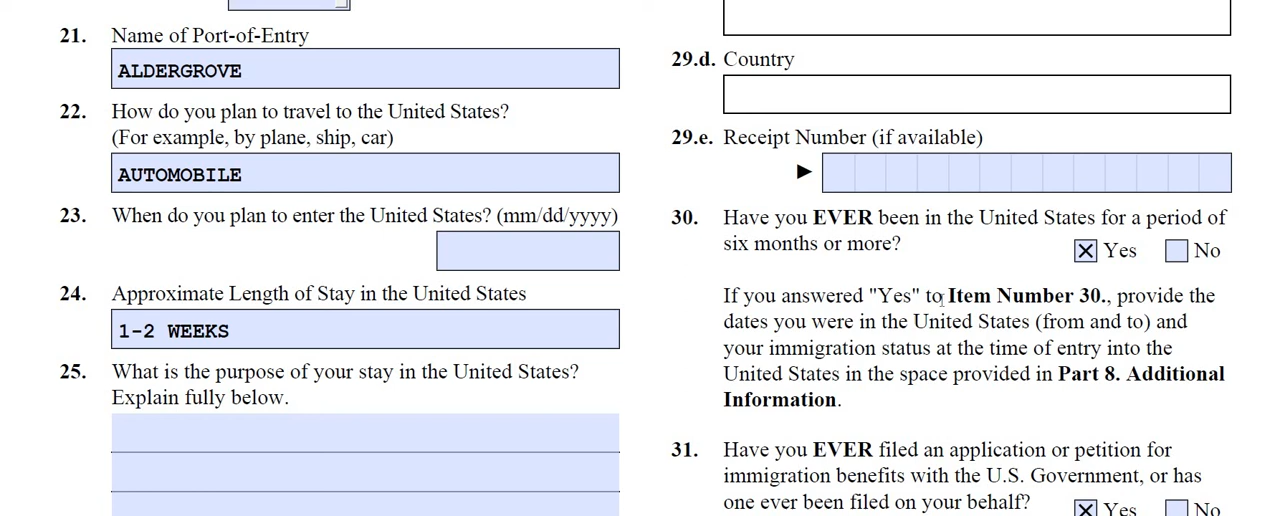 21. Name of Port-of-Entry
ALDERGROVE
22. How do you plan to travel to the United States?
(For example, by plane, ship, car)
AUTOMOBILE
23. When do you plan to enter the United States? (mm/dd/yyyy)
24. Approximate Length of Stay in the United States
1-2 WEEKS
25. What is the purpose of your stay in the United States?
Explain fully below.
29.d. Country
29.e. Receipt Number (if available)
30. Have you EVER been in the United States for a period of
six months or more?
Yes No
If you answered "Yes" to Item Number 30., provide the
dates you were in the United States (from and to) and
your immigration status at the time of entry into the
United States in the space provided in Part 8. Additional
Information.
31. Have you EVER filed an application or petition for
immigration benefits with the U.S. Government, or has
one ever been filed on your behalf?
Yes No